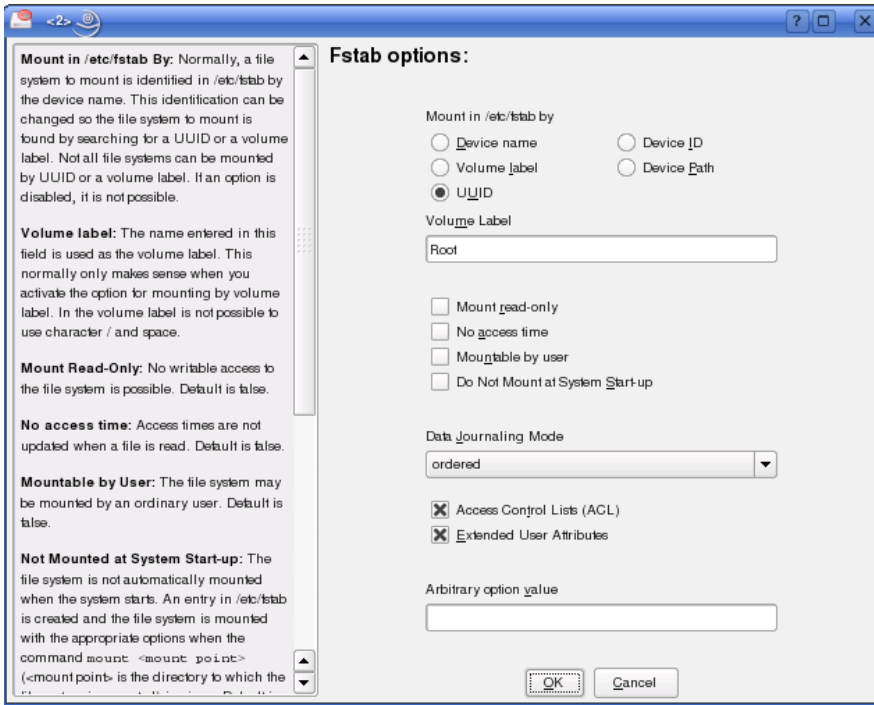 <2>
Mount in /etc/fstab By: Normally, a file
system to mount is identified in /etc/fstab by
the device name. This identification can be
changed so the file system to mount is
found by searching for a UUID or a volume
label. Not all file systems can be mounted
by UUID or a volume label. If an option is
disabled, it is not possible.
Volume label: The name entered in this
field is used as the volume label. This
normally only makes sense when you
activate the option for mounting by volume
label. In the volume label is not possible to
use character / and space.
Mount Read-Only: No writable access to
the file system is possible. Default is false.
No access time: Access times are not
updated when a file is read. Default is false.
Mountable by User: The file system may
be mounted by an ordinary user. Default is
false.
Not Mounted at System Start-up: The
file system is not automatically mounted
when the system starts. An entry in /etc/fstab
is created and the file system is mounted
with the appropriate options when the
command mount <mount point>
(<mount point> is the directory to which the
Fstab options:
Mount in /etc/fstab by
Device name
Device ID
Volume label
Device Path
UUID
Volume Label
Root
Mount read-only
No access time
Mountable by user
Do Not Mount at System Start-up
Data Journaling Mode
ordered
Access Control Lists (ACL)
Extended User Attributes
Arbitrary option value
OK
Cancel